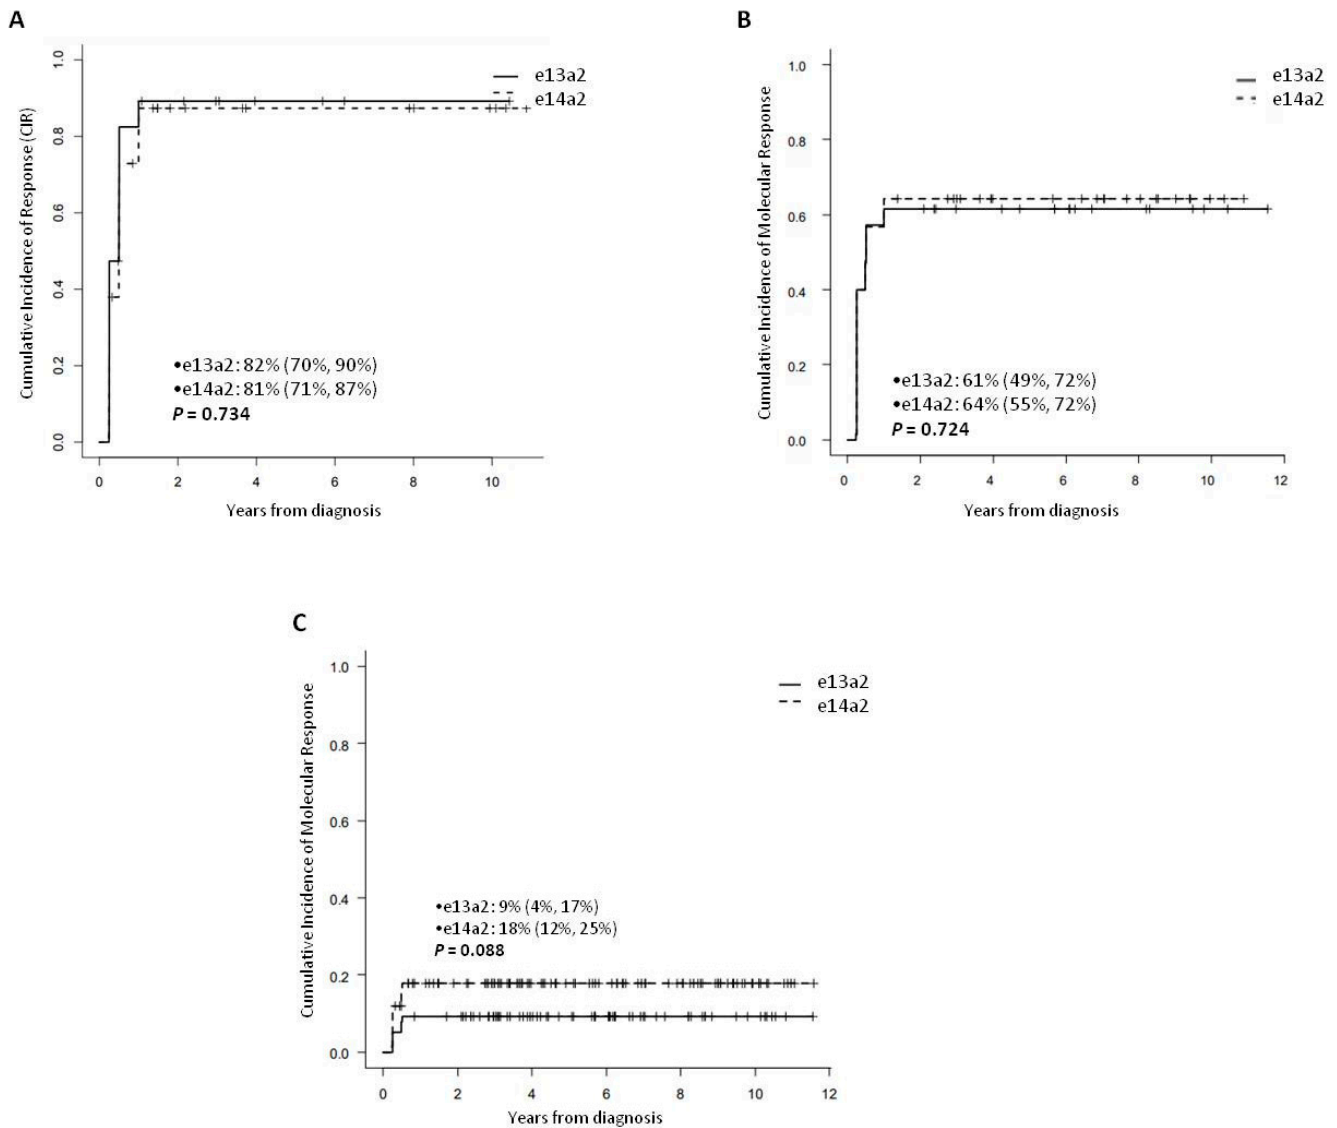 A
Cumulative Incidence of Response (CIR)
1.0
0.8
0.6
0.4
0.2
0.0
e13a2
e14a2
•e13a2: 82% (70%, 90%)
•e14a2: 81% (71%, 87%)
P = 0.734
0 2 4 6 8 10
Years from diagnosis
B
Cumulative Incidence of Molecular Response
1.0
0.8
0.6
0.4
0.2
0.0
e13a2
e14a2
•e13a2: 61% (49%, 72%)
•e14a2: 64% (55%, 72%)
P = 0.724
0 2 4 6 8 10 12
Years from diagnosis
C
Cumulative Incidence of Molecular Response
1.0
0.8
0.6
0.4
0.2
0.0
e13a2
e14a2
•e13a2: 9% (4%, 17%)
•e14a2: 18% (12%, 25%)
P = 0.088
0 2 4 6 8 10 12
Years from diagnosis